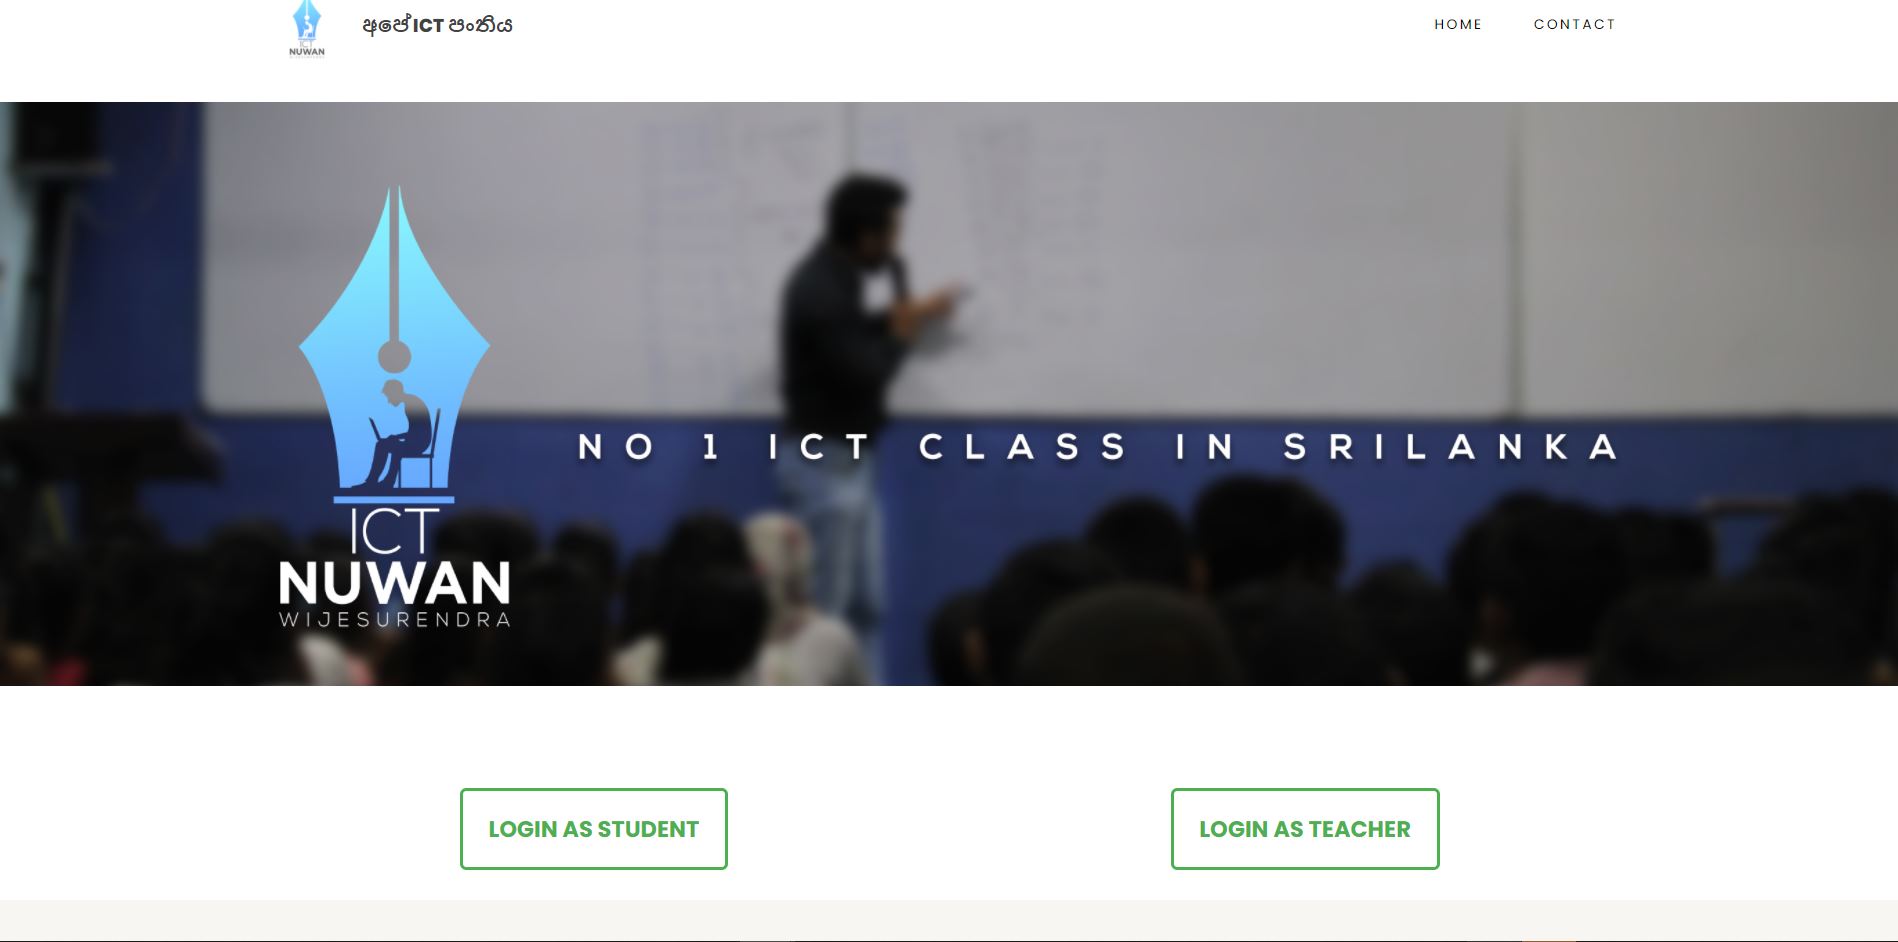 ICT
NUWAN
අපේ ICT පංතිය
HOME
CONTACT
NO 1 ICT CLASS IN SRILANKA
ICT
NUWAN
WIJESURENDRA
LOGIN AS STUDENT
LOGIN AS TEACHER